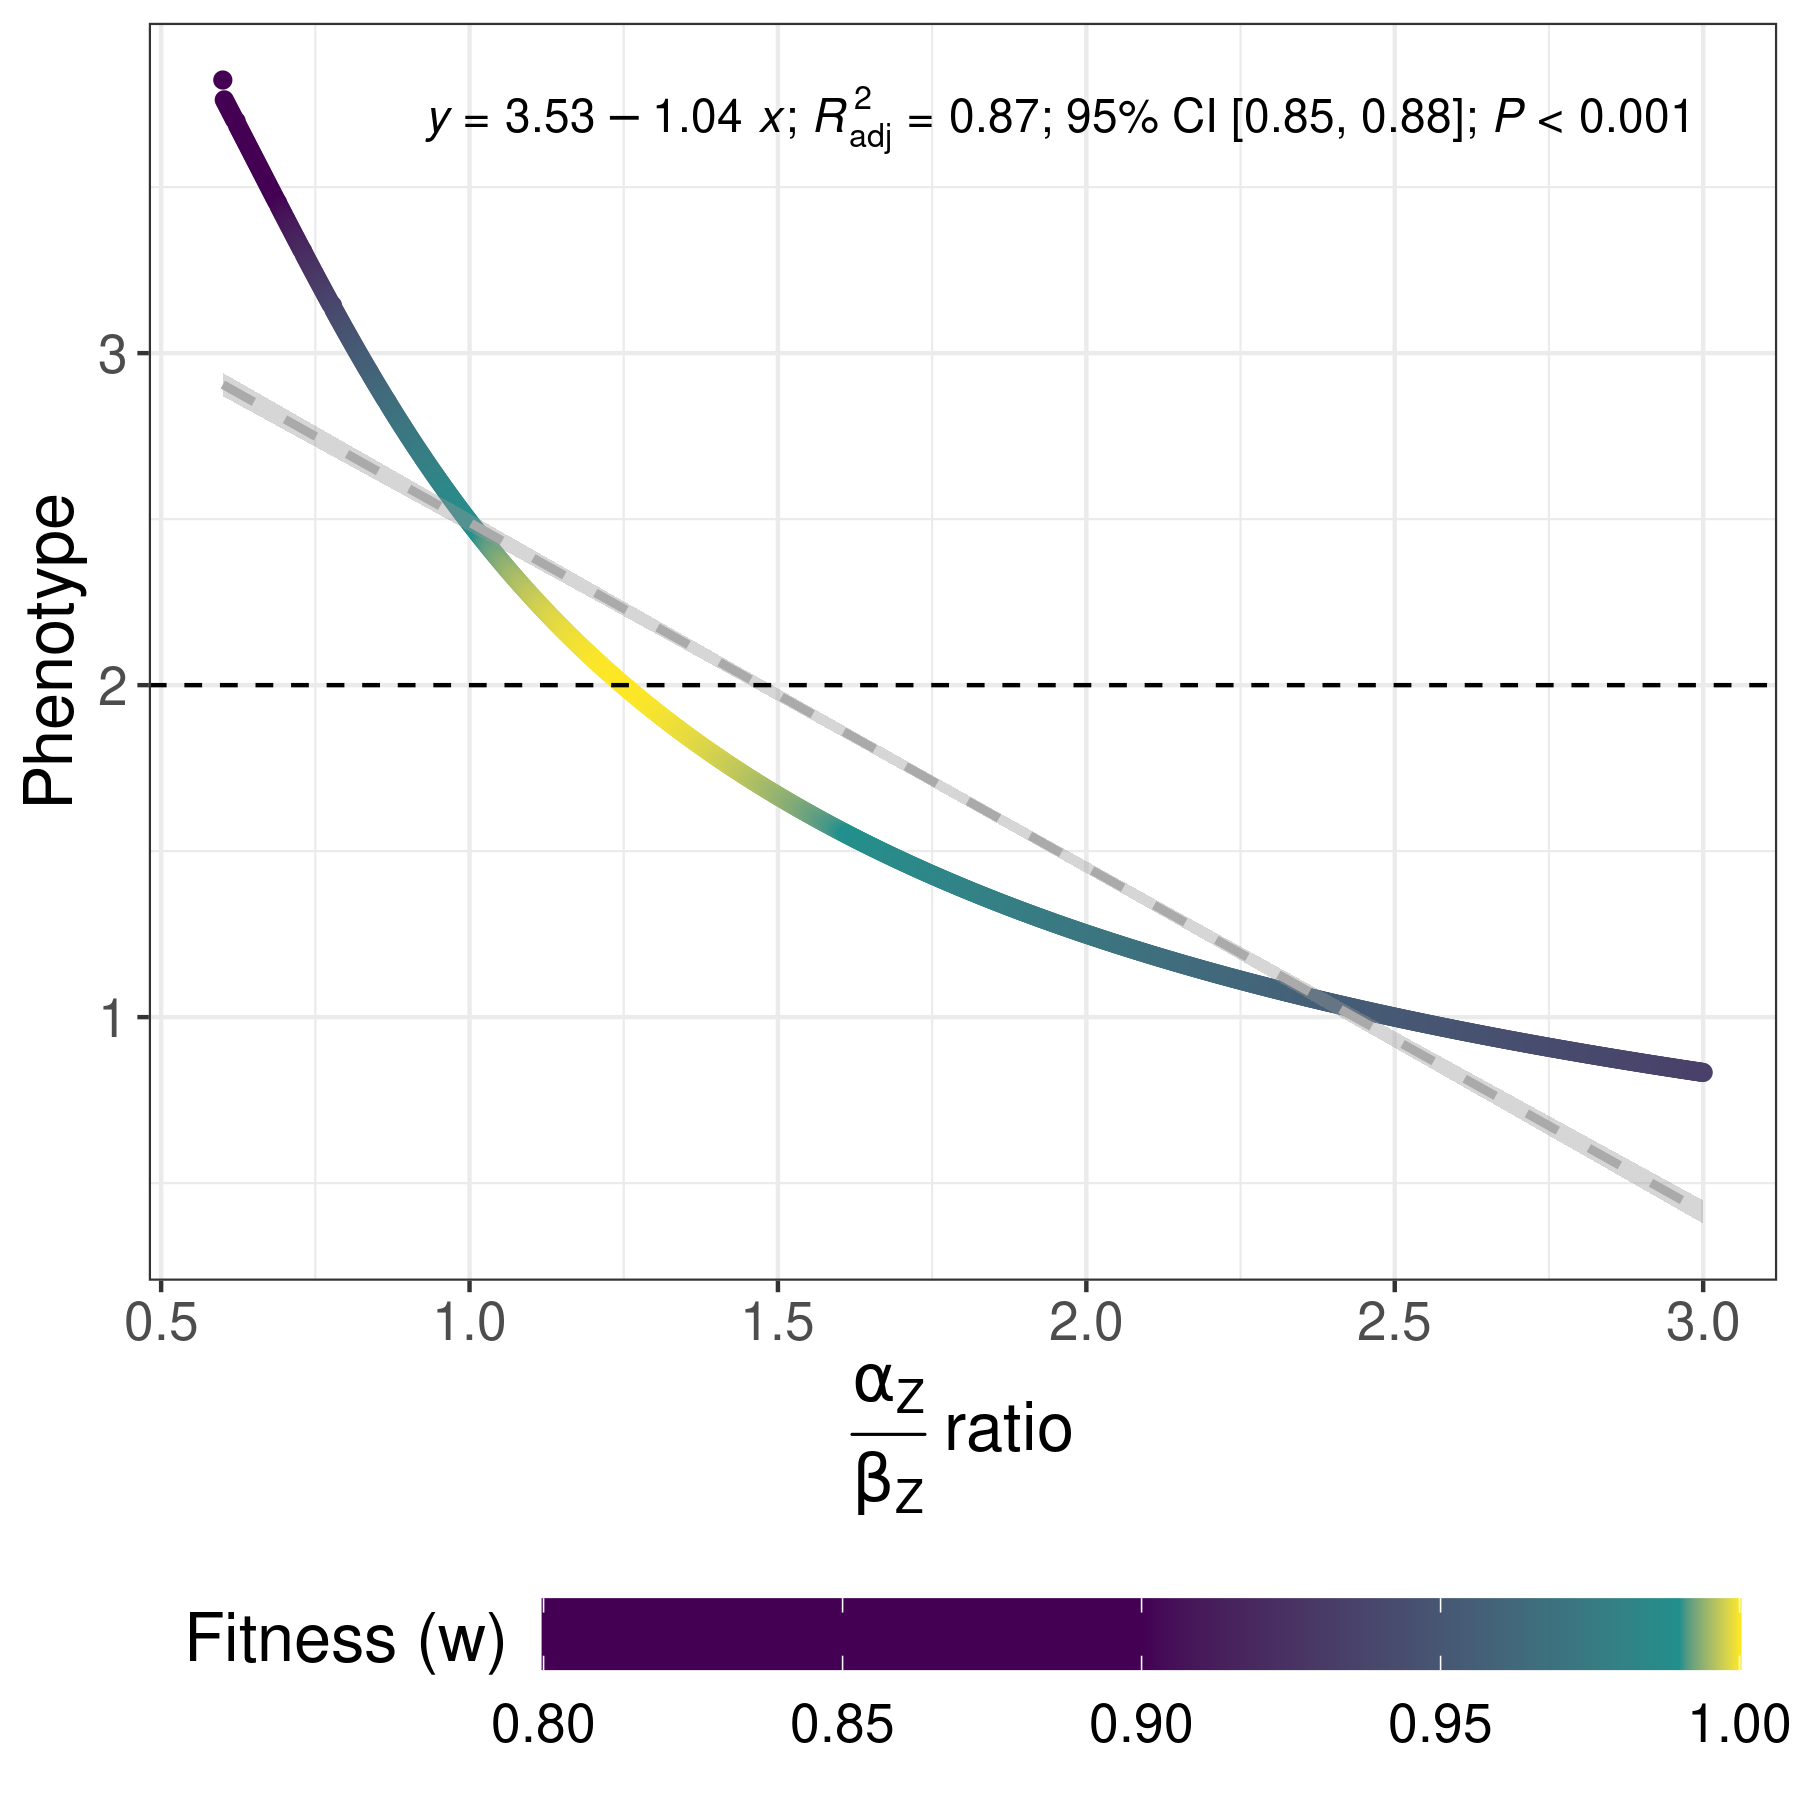 y = 3.53 − 1.04 x; R²adj = 0.87; 95% CI [0.85, 0.88]; P < 0.001
Phenotype
3
2
1
0.5 1.0 1.5 2.0 2.5 3.0
αZ
βZ
ratio
Fitness (w)
0.80 0.85 0.90 0.95 1.00